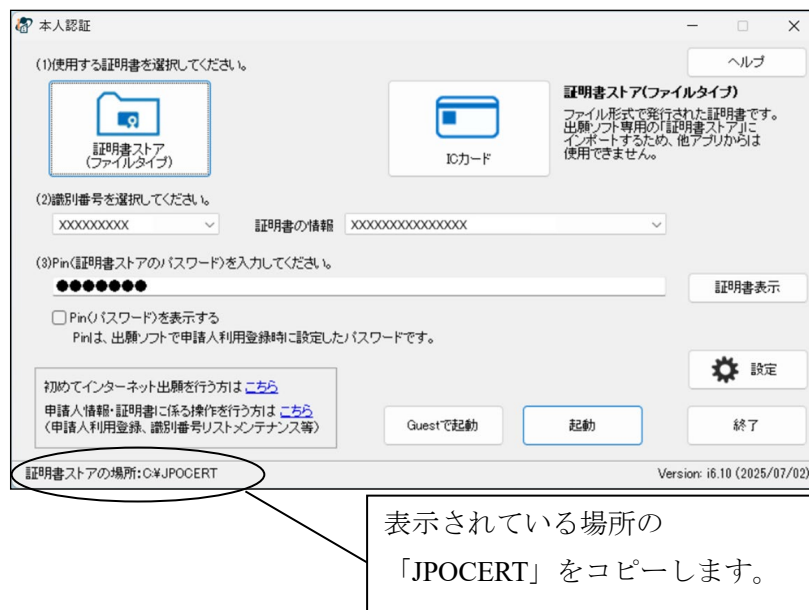 本人認証
(1)使用する証明書を選択してください。
ヘルプ
証明書ストア
(ファイルタイプ)
ICカード
証明書ストア(ファイルタイプ)
ファイル形式で発行された証明書です。
出願ソフト専用の「証明書ストア」に
インポートするため、他アプリからは
使用できません。
(2)識別番号を選択してください。
XXXXXXXXX
証明書の情報
XXXXXXXXXXXXXXX
(3)Pin(証明書ストアのパスワード)を入力してください。
●●●●●●●
証明書表示
Pin(パスワード)を表示する
Pinは、出願ソフトで申請人利用登録時に設定したパスワードです。
設定
初めてインターネット出願を行う方は こちら
申請人情報・証明書に係る操作を行う方は こちら
(申請人利用登録、識別番号リストメンテナンス等)
Guestで起動
起動
終了
証明書ストアの場所:C:¥JPOCERT
Version: i6.10 (2025/07/02)
表示されている場所の
「JPOCERT」をコピーします。